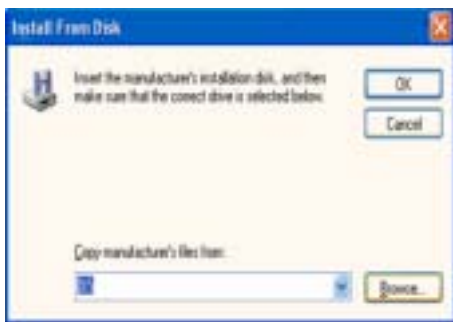 Install From Disk
Insert the manufacturer's installation disk, and then
make sure that the correct drive is selected below.
OK
Cancel
Copy manufacturer's files from:
Browse...